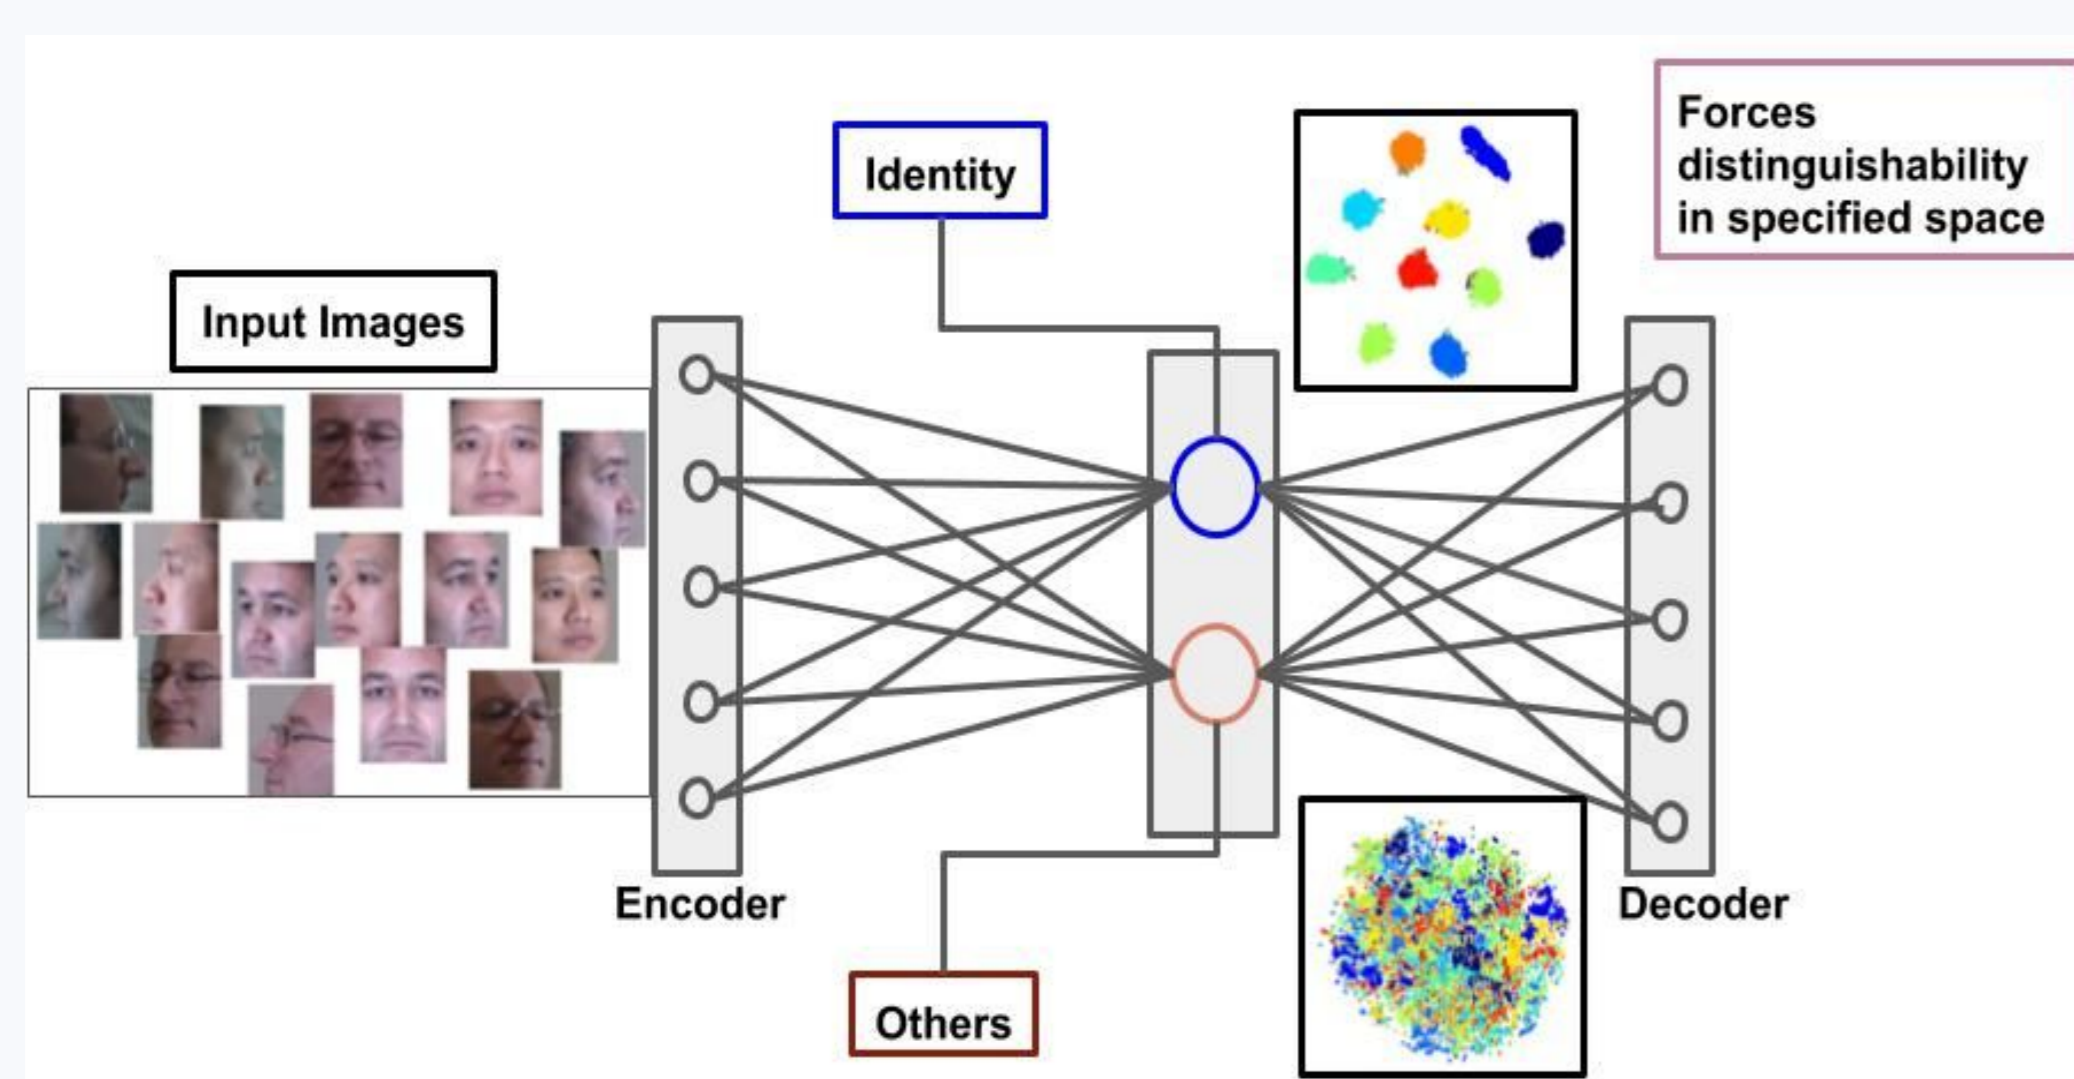 Forces
distinguishability
in specified space
Identity
Input Images
Encoder
Decoder
Others